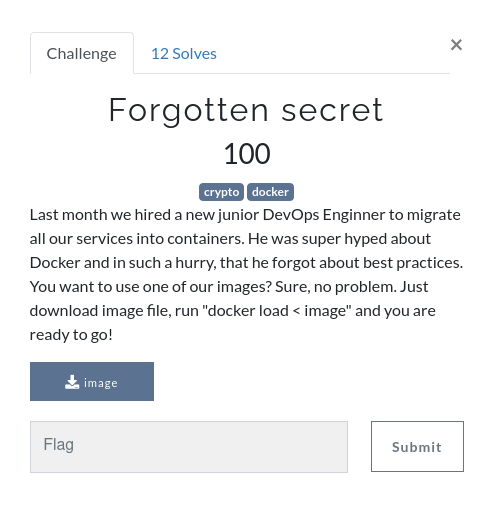 Challenge
12 Solves
×
Forgotten secret
100
crypto docker
Last month we hired a new junior DevOps Enginner to migrate
all our services into containers. He was super hyped about
Docker and in such a hurry, that he forgot about best practices.
You want to use one of our images? Sure, no problem. Just
download image file, run "docker load < image" and you are
ready to go!
image
Flag
Submit